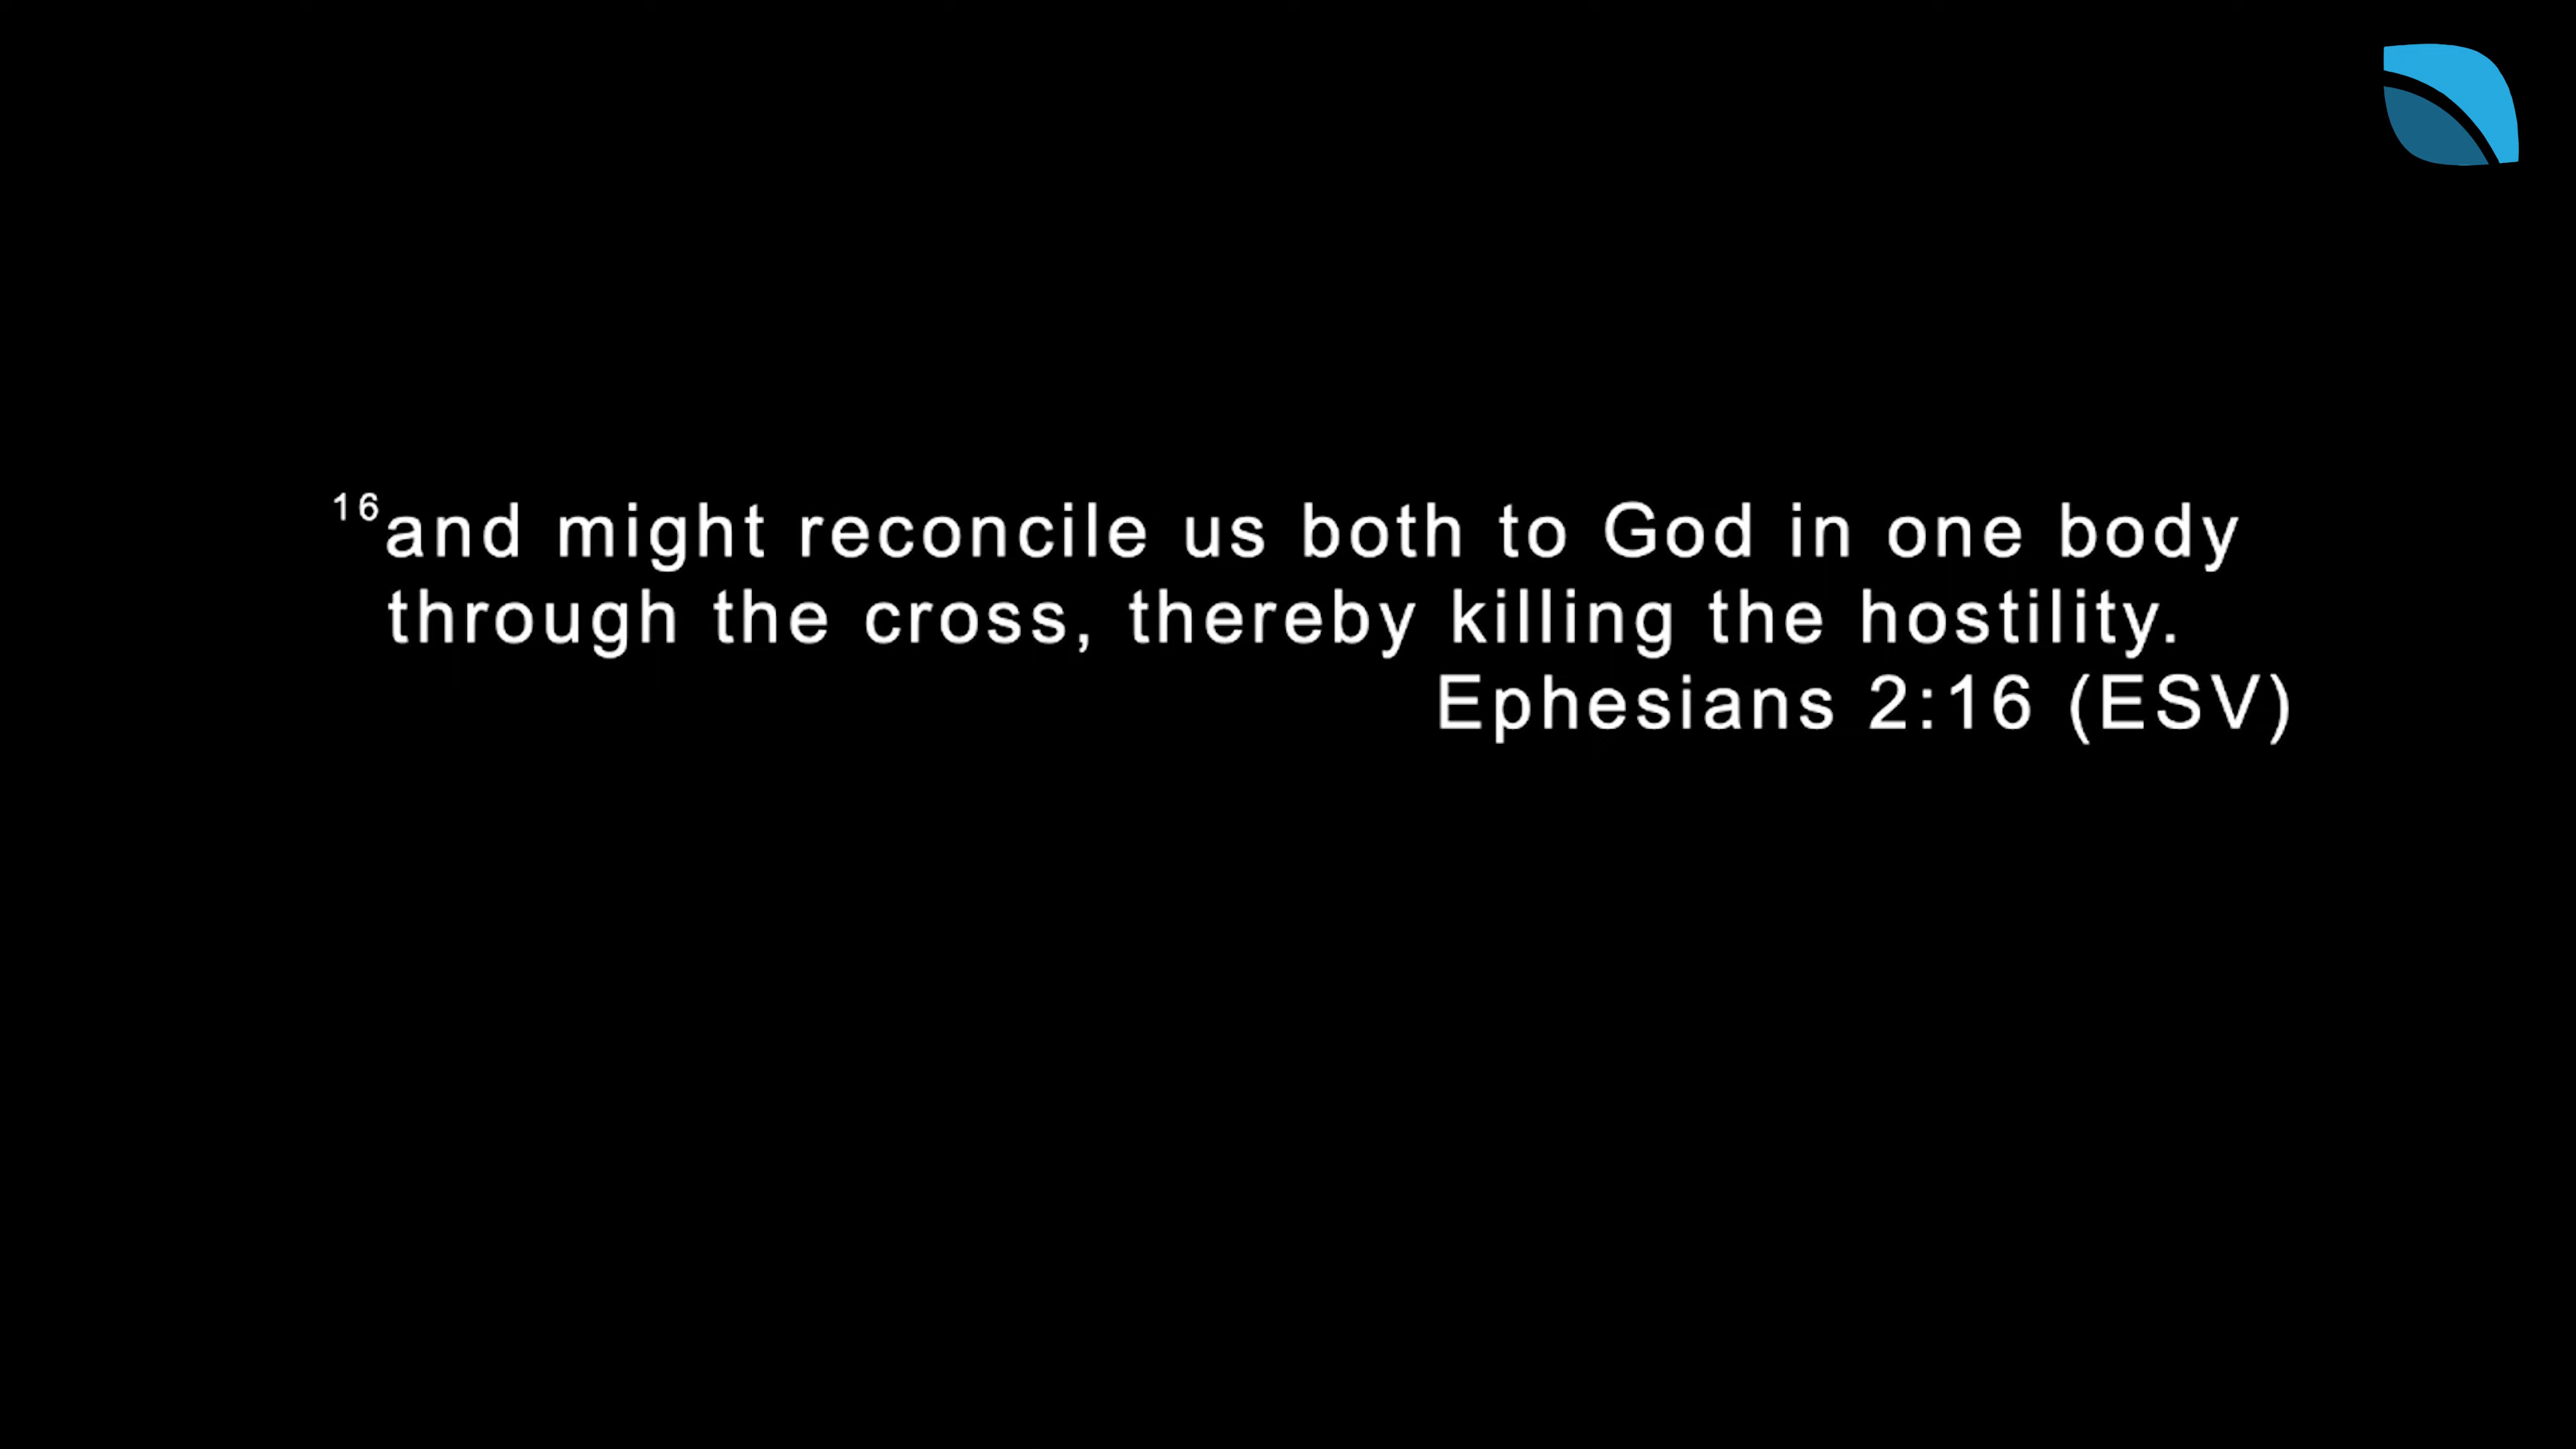 16and might reconcile us both to God in one body
through the cross, thereby killing the hostility.
Ephesians 2:16 (ESV)